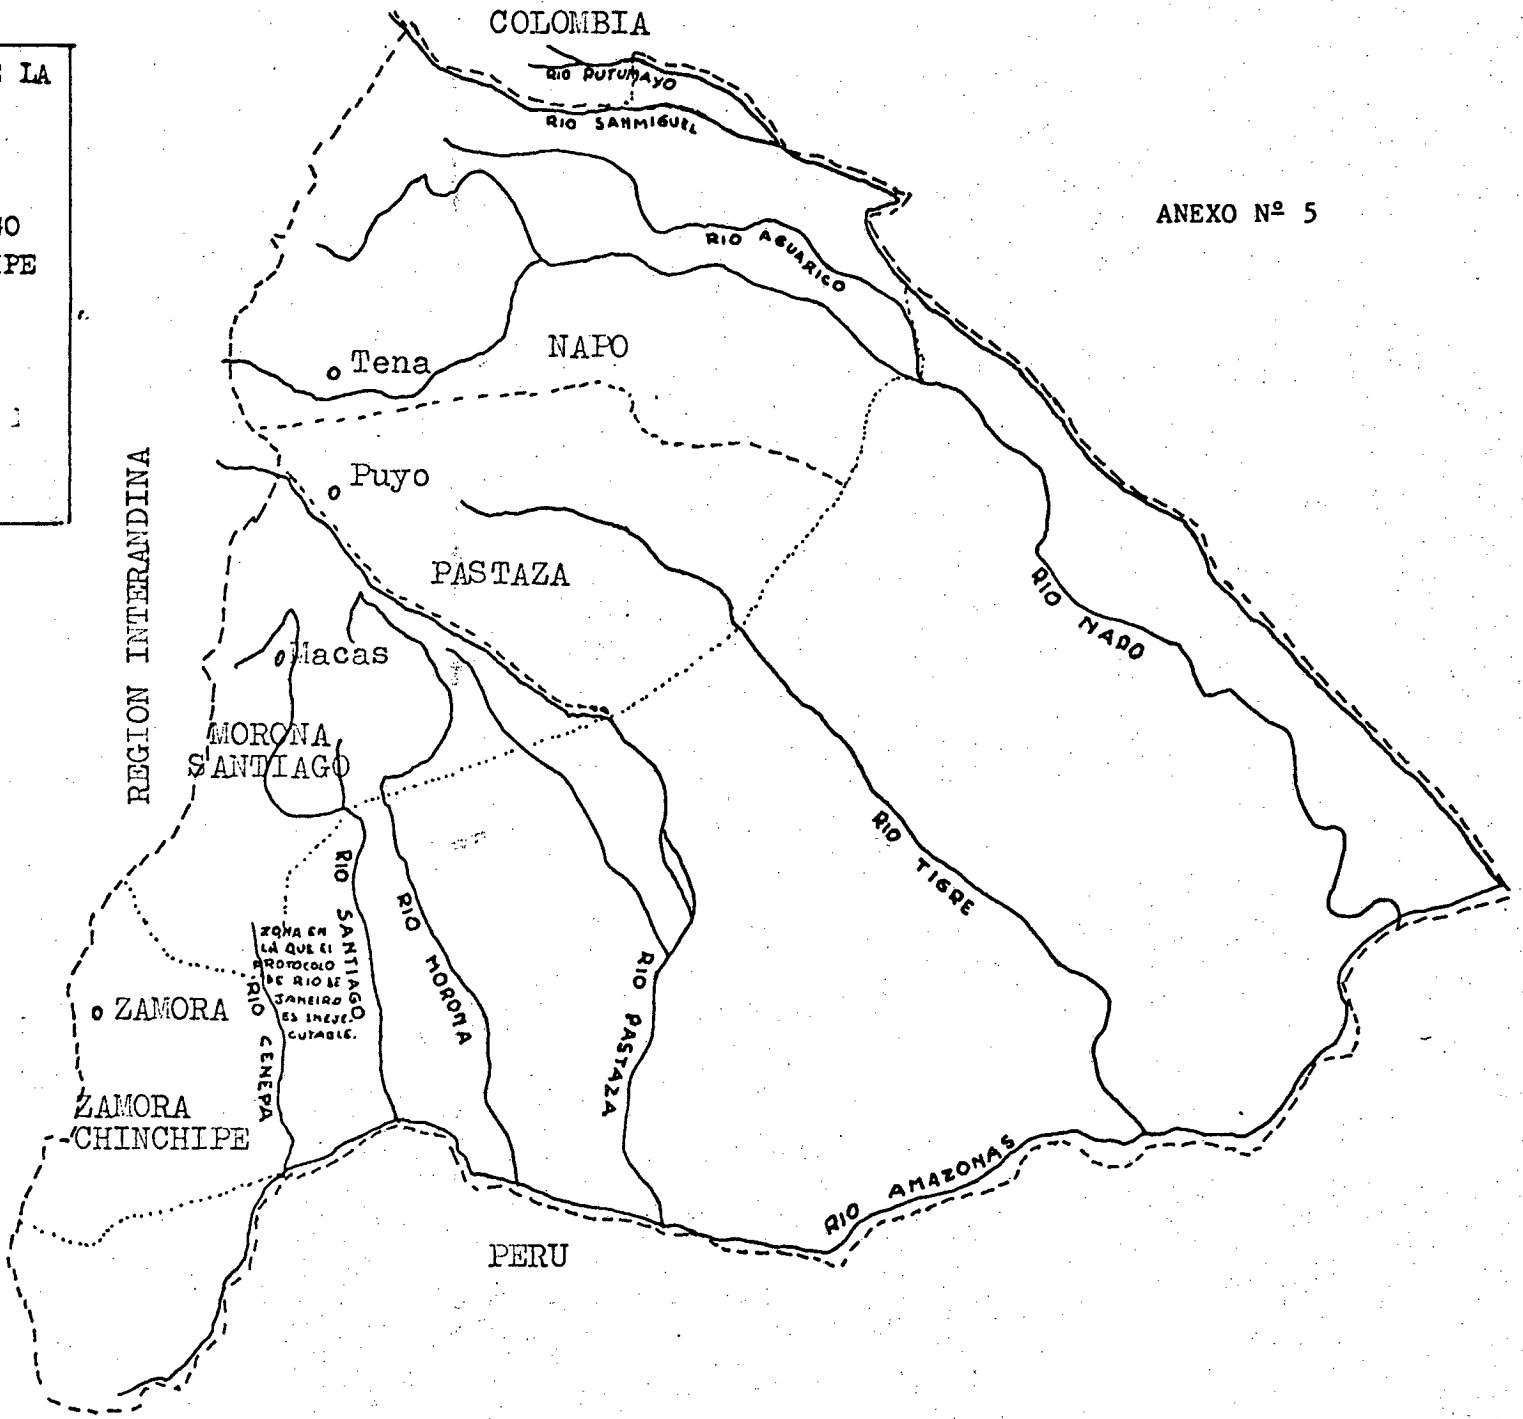 COLOMBIA
LA
RIO PUTUMAYO
RIO SANMIGUEL
ANEXO Nº 5
RIO AGUARICO
NAPO
Tena
Puyo
REGION INTERANDINA
PASTAZA
RIO NAPO
Macas
MORONA
SANTIAGO
RIO TIGRE
RIO SANTIAGO
RIO MORONA
ZONA EN
LA QUE EL
PROTOCOLO
DE RIO DE
JANEIRO
ES INEJE-
CUTABLE.
RIO PASTAZA
RIO CENEPA
ZAMORA
ZAMORA
CHINCHIPE
RIO AMAZONAS
PERU